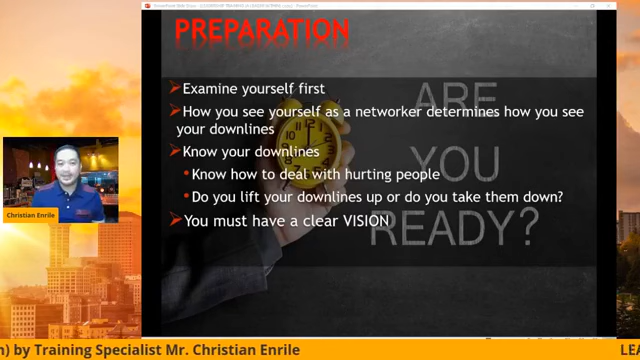 PREPARATION
Examine yourself first
How you see yourself as a networker determines how you see
your downlines
Know your downlines
Know how to deal with hurting people
Do you lift your downlines up or do you take them down?
You must have a clear VISION
ARE
YOU
READY?
Christian Enrile
n) by Training Specialist Mr. Christian Enrile
LEA